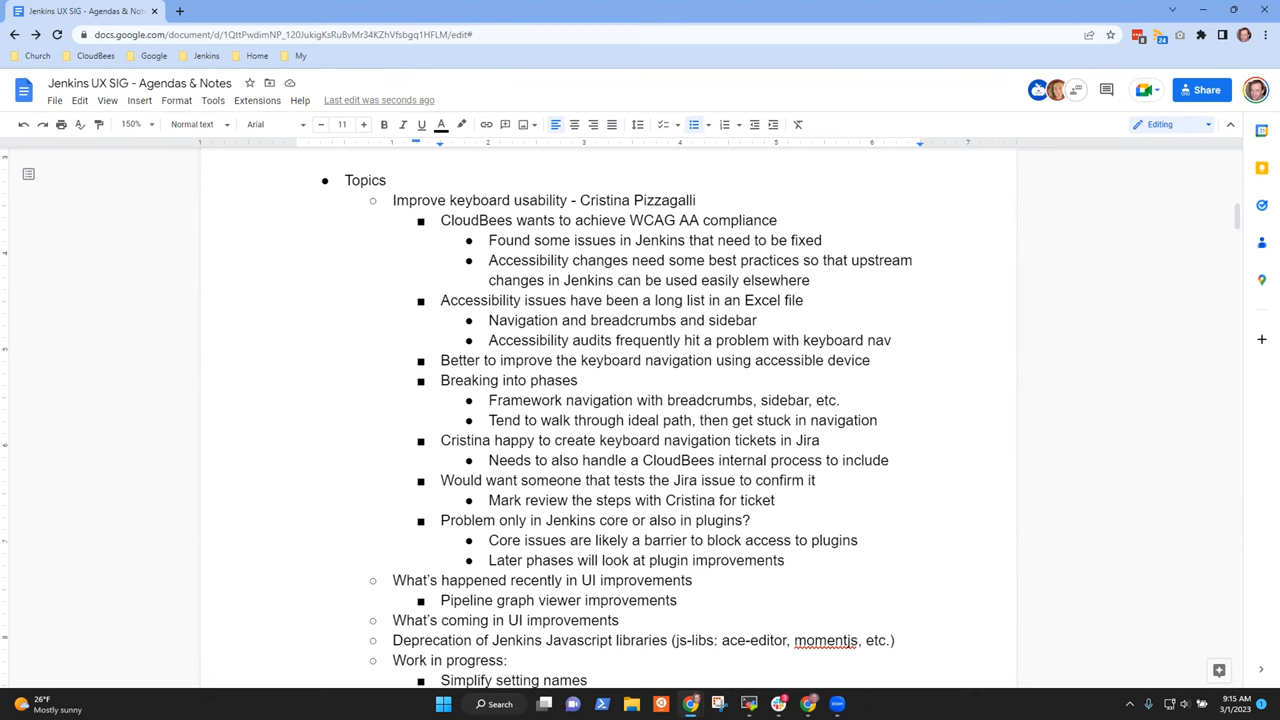 Jenkins UX SIG - Agendas & Notes
docs.google.com/document/d/1QttPwdimNP_120JukigKsRuBvMr34KZhVfsbgq1HFLM/edit#
Church
CloudBees
Google
Jenkins
Home
My
Jenkins UX SIG - Agendas & Notes
File Edit View Insert Format Tools Extensions Help Last edit was seconds ago
Share
150% Normal text Arial 11 B I U A Editing
1 1 2 3 4 5 6 7
• Topics
○ Improve keyboard usability - Cristina Pizzagalli
■ CloudBees wants to achieve WCAG AA compliance
● Found some issues in Jenkins that need to be fixed
● Accessibility changes need some best practices so that upstream
changes in Jenkins can be used easily elsewhere
■ Accessibility issues have been a long list in an Excel file
● Navigation and breadcrumbs and sidebar
● Accessibility audits frequently hit a problem with keyboard nav
■ Better to improve the keyboard navigation using accessible device
■ Breaking into phases
● Framework navigation with breadcrumbs, sidebar, etc.
● Tend to walk through ideal path, then get stuck in navigation
■ Cristina happy to create keyboard navigation tickets in Jira
● Needs to also handle a CloudBees internal process to include
■ Would want someone that tests the Jira issue to confirm it
● Mark review the steps with Cristina for ticket
■ Problem only in Jenkins core or also in plugins?
● Core issues are likely a barrier to block access to plugins
● Later phases will look at plugin improvements
○ What's happened recently in UI improvements
■ Pipeline graph viewer improvements
○ What's coming in UI improvements
○ Deprecation of Jenkins Javascript libraries (js-libs: ace-editor, momentjs, etc.)
○ Work in progress:
■ Simplify setting names
26°F
Mostly sunny
Search
9:15 AM
3/1/2023